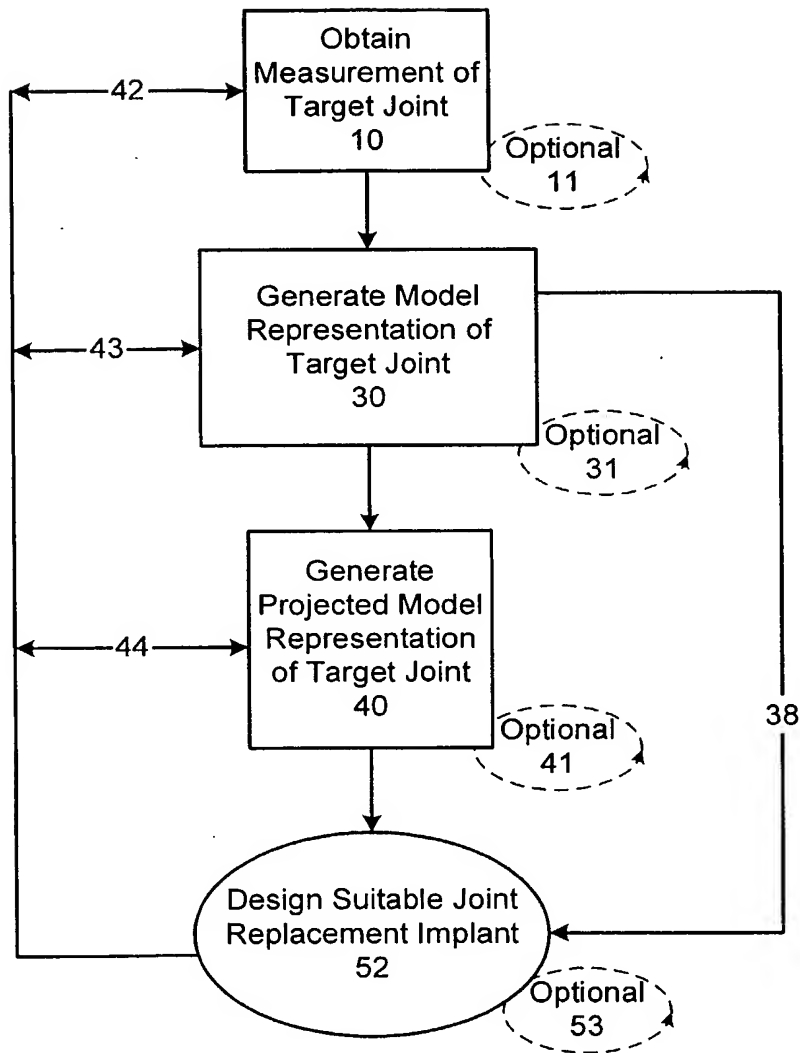 Obtain
Measurement of
Target Joint
10
42
Optional
11
Generate Model
Representation of
Target Joint
30
43
Optional
31
Generate
Projected Model
Representation
of Target Joint
40
44
38
Optional
41
Design Suitable Joint
Replacement Implant
52
Optional
53